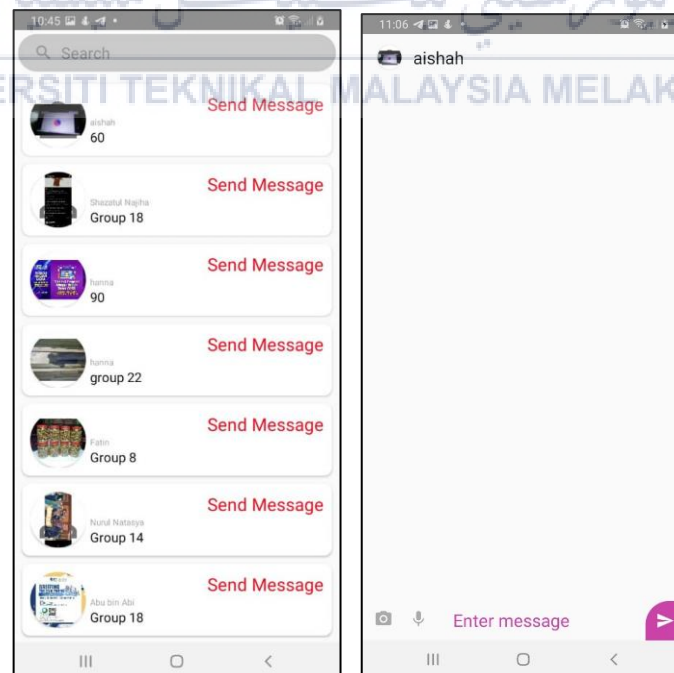 10:45
Search
Send Message
aishah
60
Send Message
Shazatul Najiha
Group 18
Send Message
hanna
90
Send Message
hanna
group 22
Send Message
Fatin
Group 8
Send Message
Nurul Natasya
Group 14
Send Message
Abu bin Abi
Group 18
11:06
aishah
Enter message
ERSITI TEKNIKAL MALAYSIA MELAK